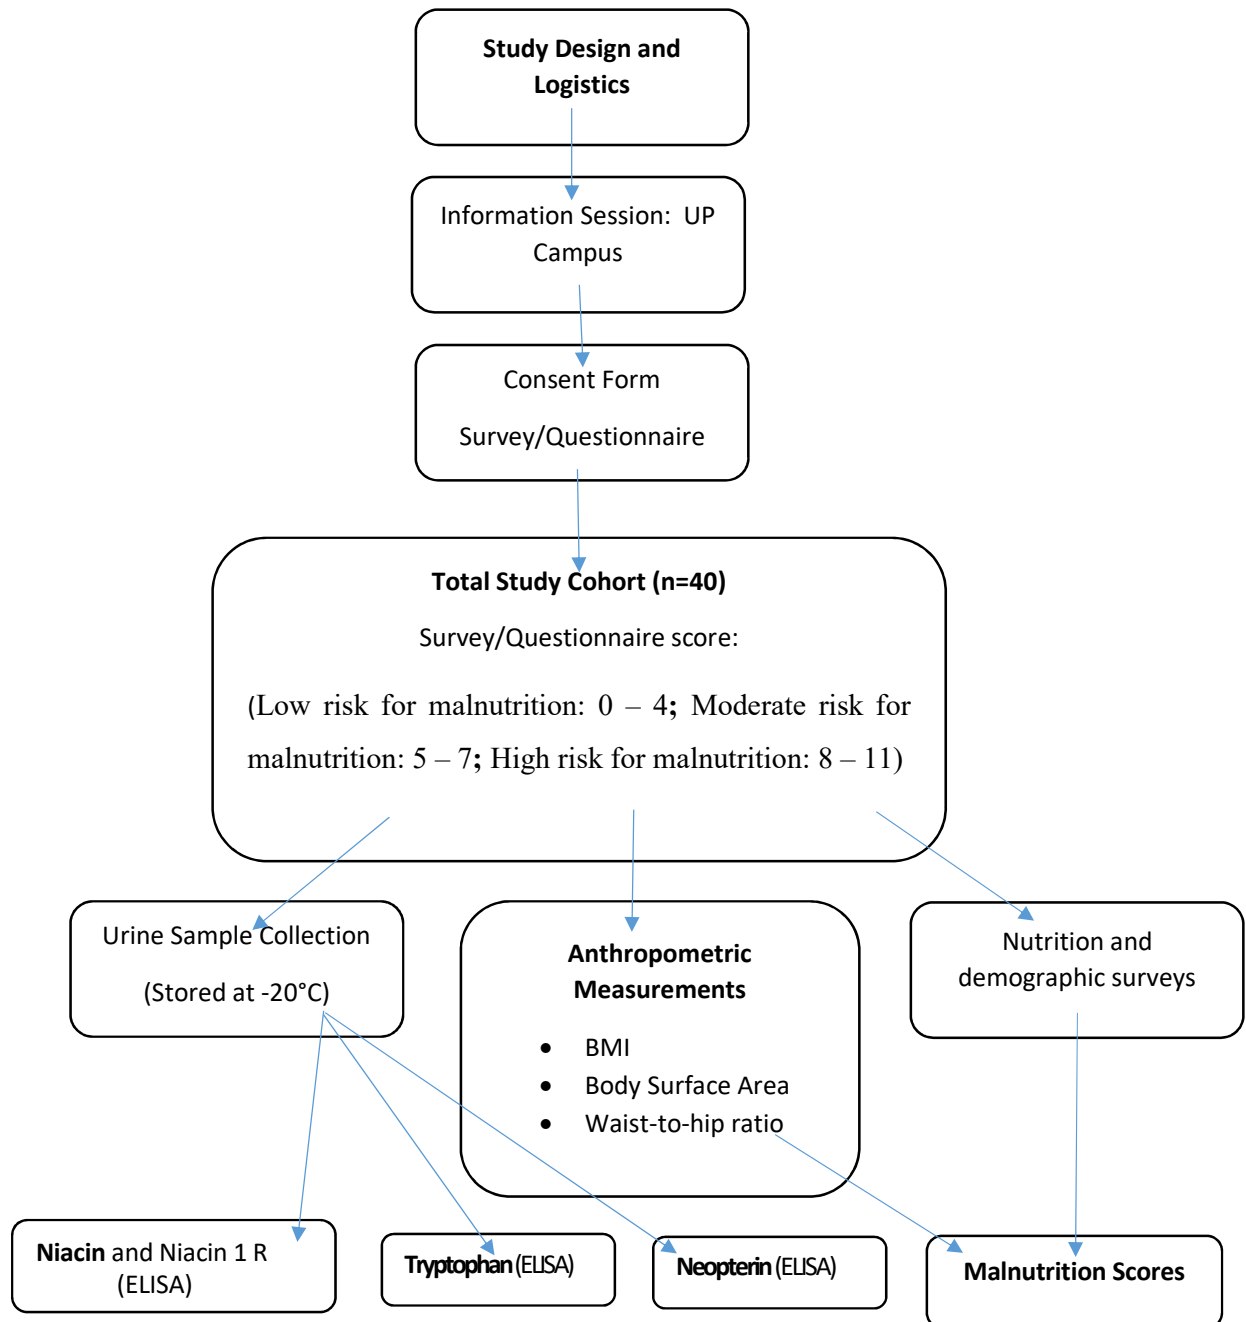 Study Design and
Logistics
Information Session:  UP
Campus
Consent Form
Survey/Questionnaire
Total Study Cohort (n=40)
Survey/Questionnaire score:
(Low risk for malnutrition: 0 – 4; Moderate risk for
malnutrition: 5 – 7; High risk for malnutrition: 8 – 11)
Urine Sample Collection
(Stored at -20°C)
Anthropometric
Measurements
• BMI
• Body Surface Area
• Waist-to-hip ratio
Nutrition and
demographic surveys
Niacin and Niacin 1 R
(ELISA)
Tryptophan (ELISA)
Neopterin (ELISA)
Malnutrition Scores